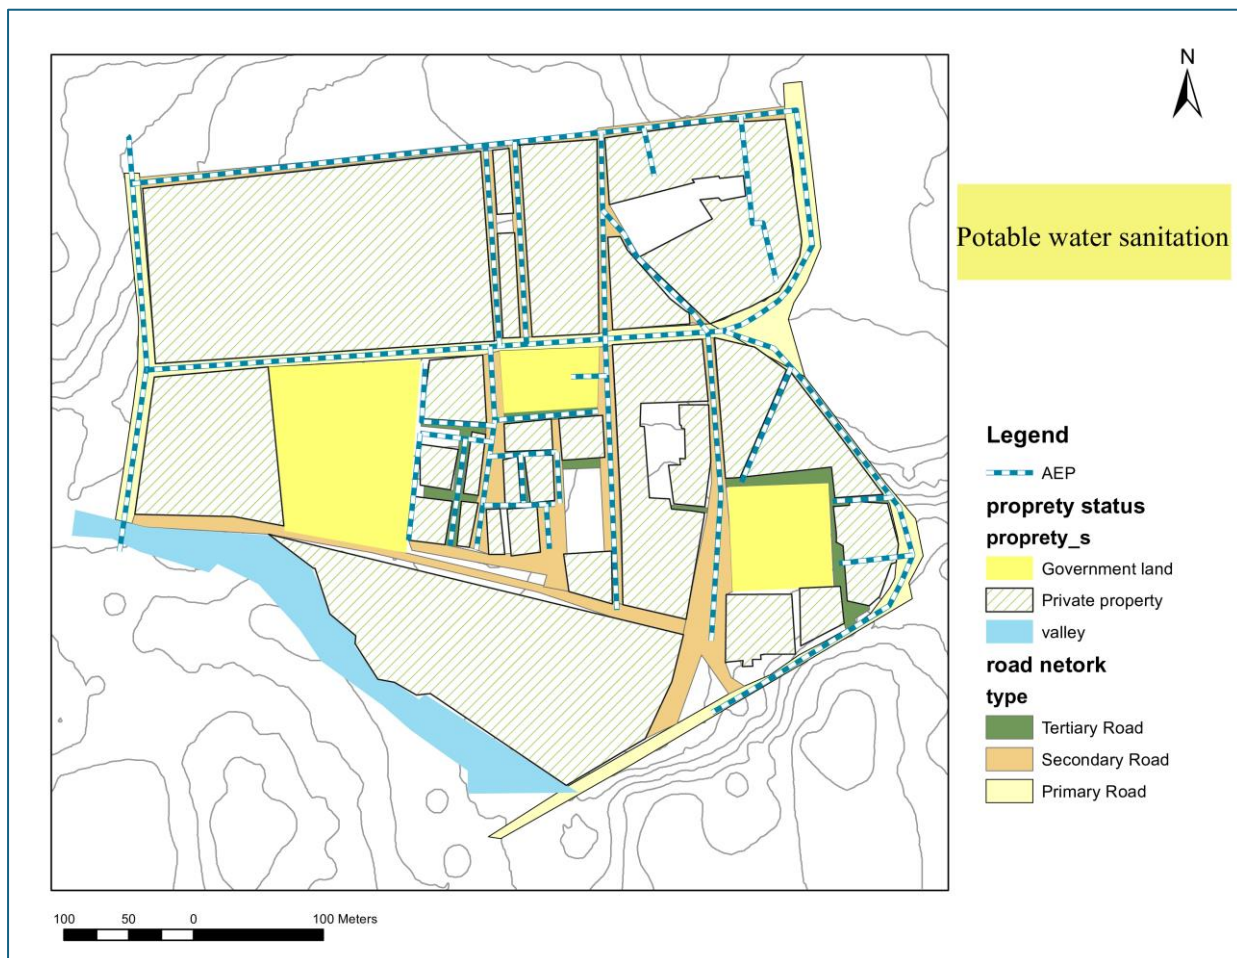 N
Potable water sanitation
Legend
AEP
proprety status
proprety_s
Government land
Private property
valley
road netork
type
Tertiary Road
Secondary Road
Primary Road
100 50 0 100 Meters